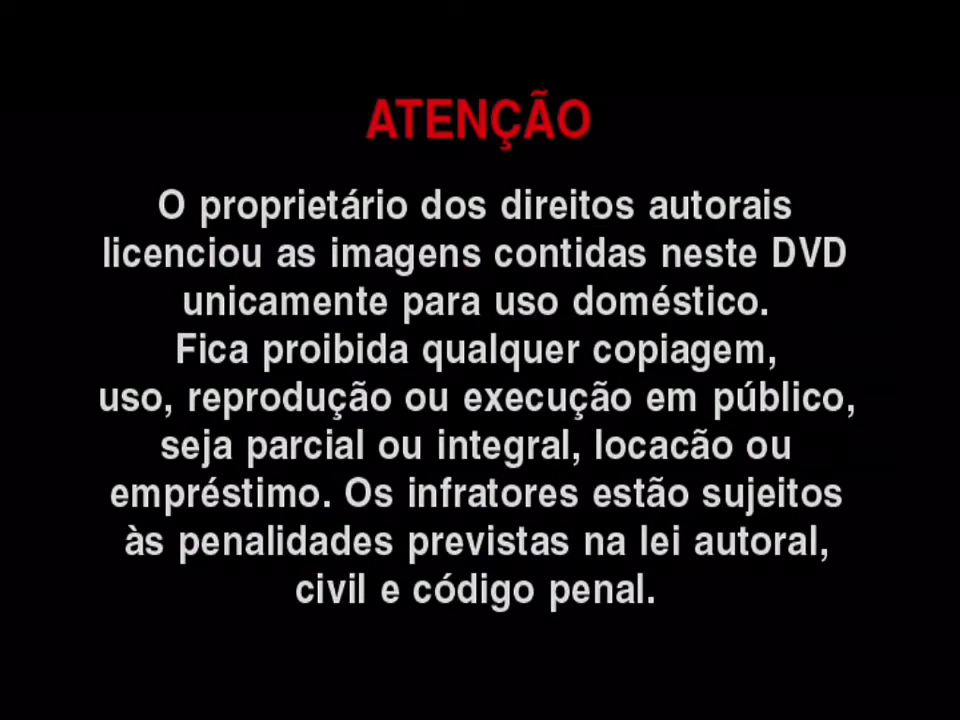 ATENÇÃO
O proprietário dos direitos autorais
licenciou as imagens contidas neste DVD
unicamente para uso doméstico.
Fica proibida qualquer copiagem,
uso, reprodução ou execução em público,
seja parcial ou integral, locacão ou
empréstimo. Os infratores estão sujeitos
às penalidades previstas na lei autoral,
civil e código penal.